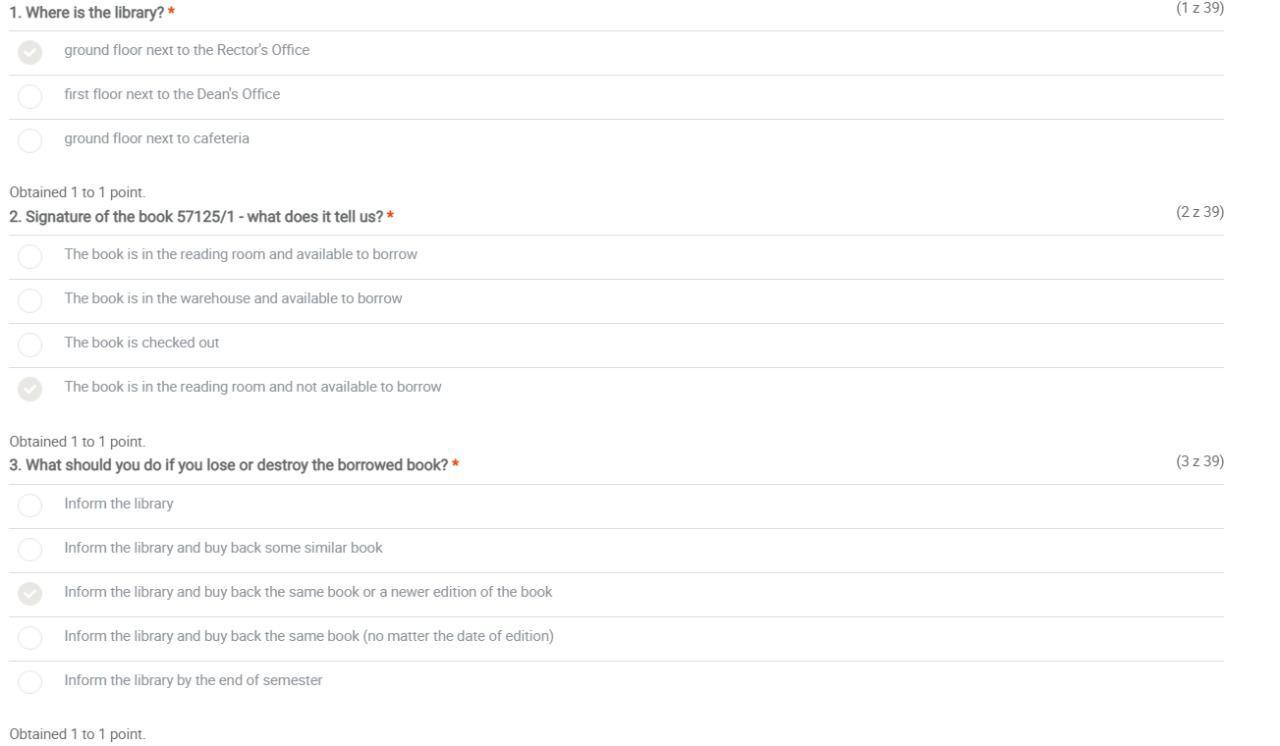 1. Where is the library? * (1 z 39)
ground floor next to the Rector's Office
first floor next to the Dean's Office
ground floor next to cafeteria
Obtained 1 to 1 point.
2. Signature of the book 57125/1 - what does it tell us? * (2 z 39)
The book is in the reading room and available to borrow
The book is in the warehouse and available to borrow
The book is checked out
The book is in the reading room and not available to borrow
Obtained 1 to 1 point.
3. What should you do if you lose or destroy the borrowed book? * (3 z 39)
Inform the library
Inform the library and buy back some similar book
Inform the library and buy back the same book or a newer edition of the book
Inform the library and buy back the same book (no matter the date of edition)
Inform the library by the end of semester
Obtained 1 to 1 point.